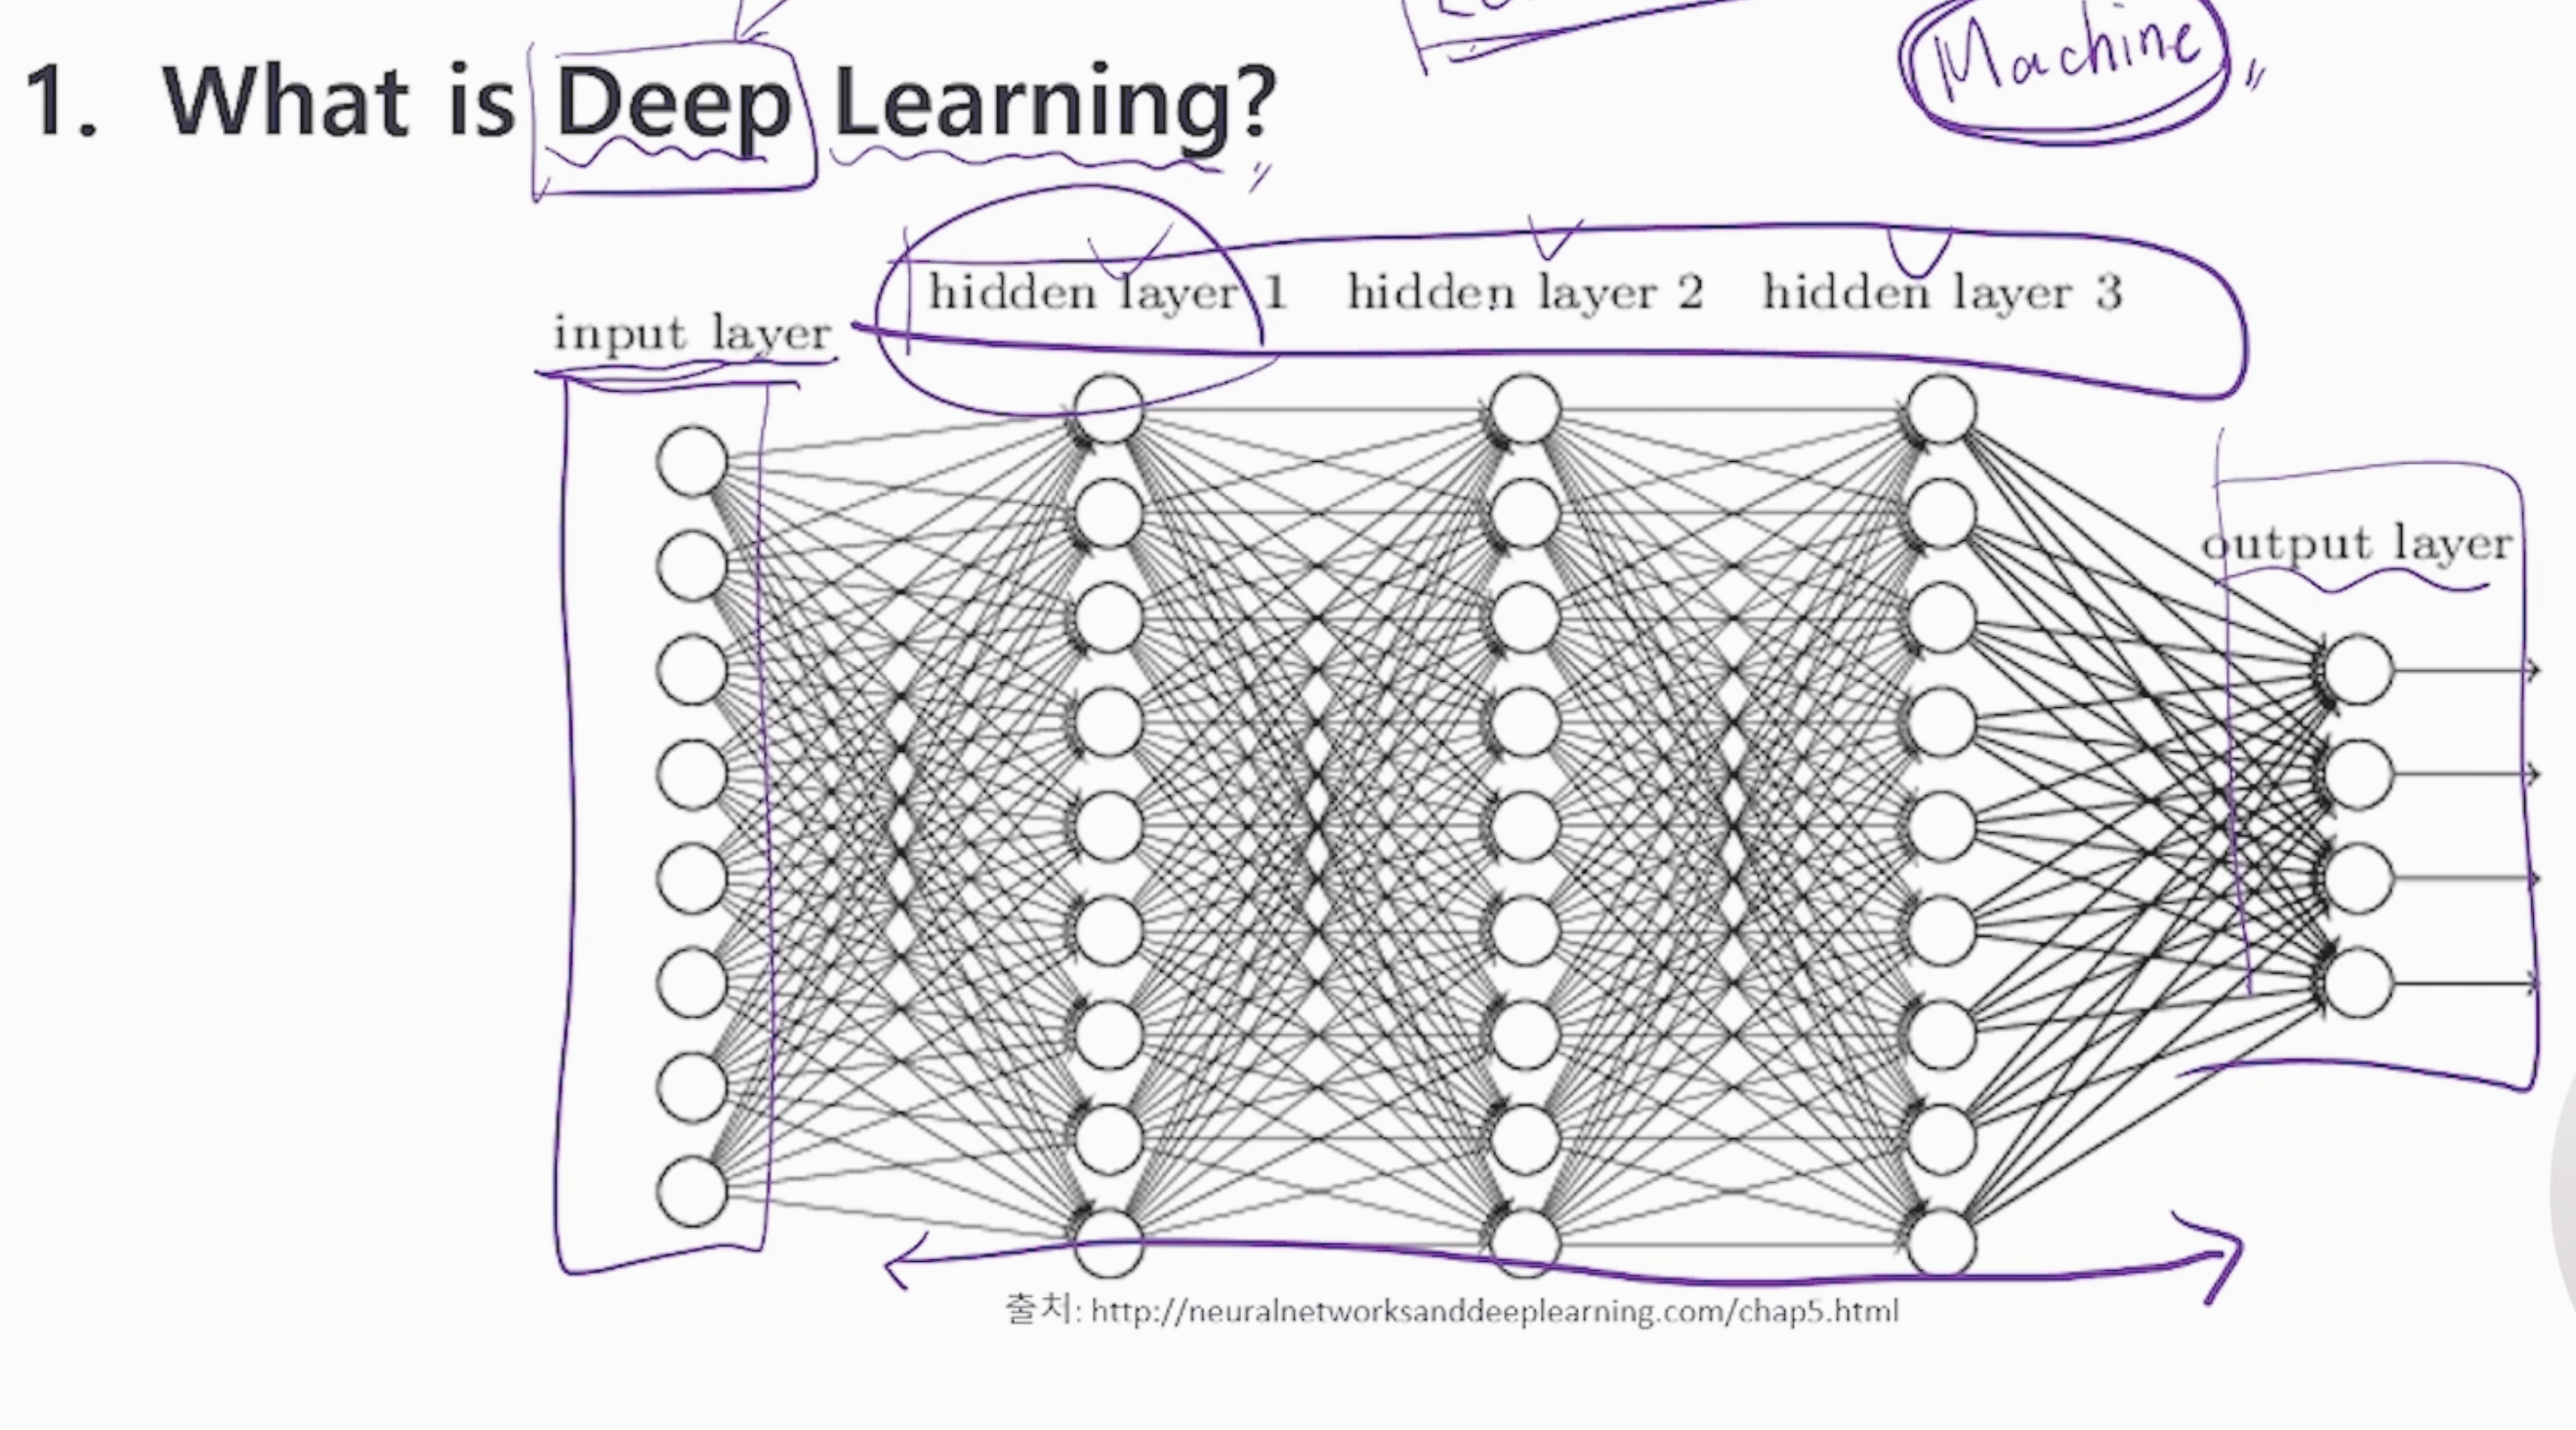 Machine
1. What is Deep Learning?
hidden layer 1 hidden layer 2 hidden layer 3
input layer
output layer
출처: http://neuralnetworksanddeeplearning.com/chap5.html